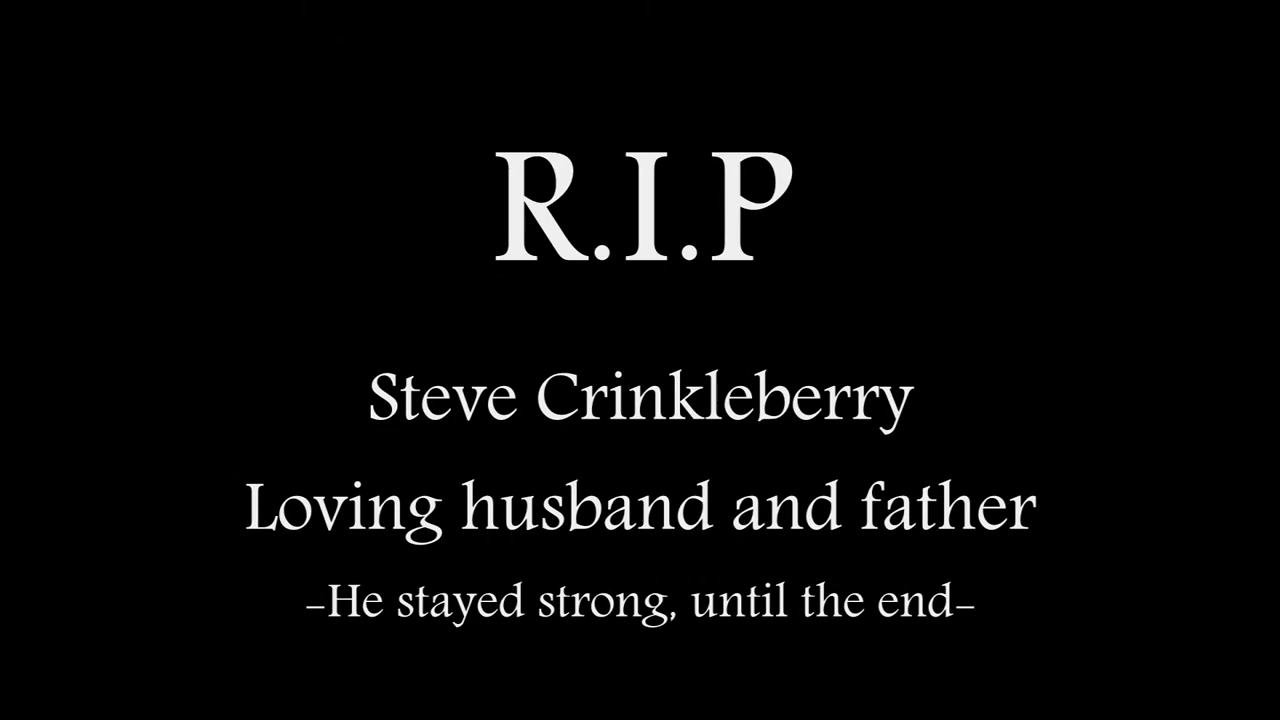 R.I.P
Steve Crinkleberry
Loving husband and father
-He stayed strong, until the end-